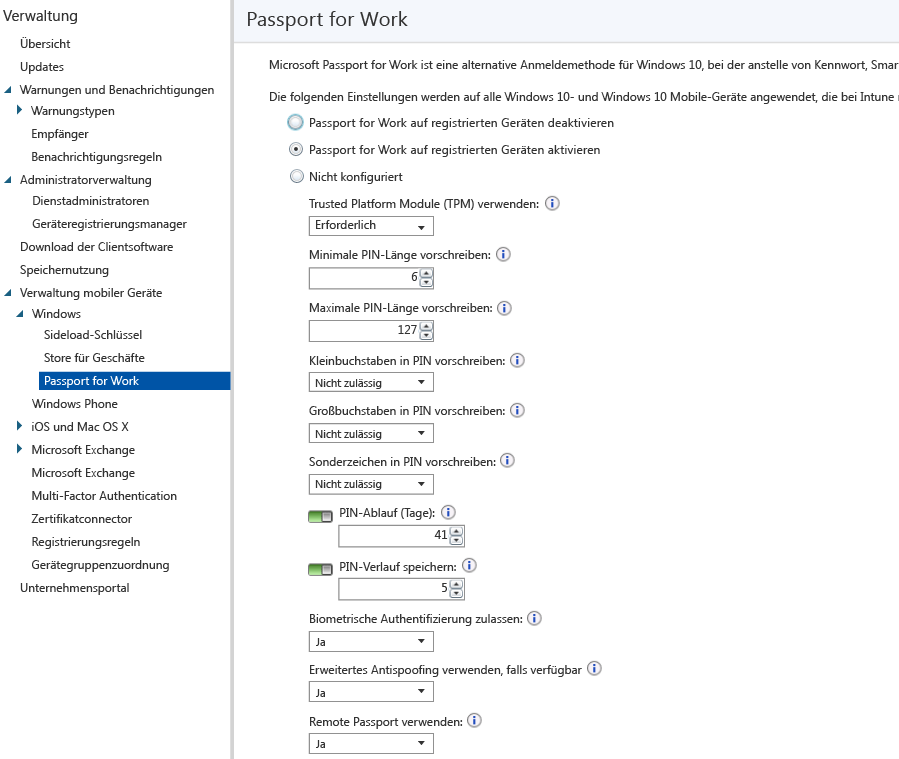 Verwaltung
Übersicht
Updates
Warnungen und Benachrichtigungen
Warnungstypen
Empfänger
Benachrichtigungsregeln
Administratorverwaltung
Dienstadministratoren
Geräteregistrierungsmanager
Download der Clientsoftware
Speichernutzung
Verwaltung mobiler Geräte
Windows
Sideload-Schlüssel
Store für Geschäfte
Passport for Work
Windows Phone
iOS und Mac OS X
Microsoft Exchange
Microsoft Exchange
Multi-Factor Authentication
Zertifikatconnector
Registrierungsregeln
Gerätegruppenzuordnung
Unternehmensportal
Passport for Work
Microsoft Passport for Work ist eine alternative Anmeldemethode für Windows 10, bei der anstelle von Kennwort, Smar
Die folgenden Einstellungen werden auf alle Windows 10- und Windows 10 Mobile-Geräte angewendet, die bei Intune
Passport for Work auf registrierten Geräten deaktivieren
Passport for Work auf registrierten Geräten aktivieren
Nicht konfiguriert
Trusted Platform Module (TPM) verwenden:
Erforderlich
Minimale PIN-Länge vorschreiben:
6
Maximale PIN-Länge vorschreiben:
127
Kleinbuchstaben in PIN vorschreiben:
Nicht zulässig
Großbuchstaben in PIN vorschreiben:
Nicht zulässig
Sonderzeichen in PIN vorschreiben:
Nicht zulässig
PIN-Ablauf (Tage):
41
PIN-Verlauf speichern:
5
Biometrische Authentifizierung zulassen:
Ja
Erweitertes Antispoofing verwenden, falls verfügbar
Ja
Remote Passport verwenden:
Ja